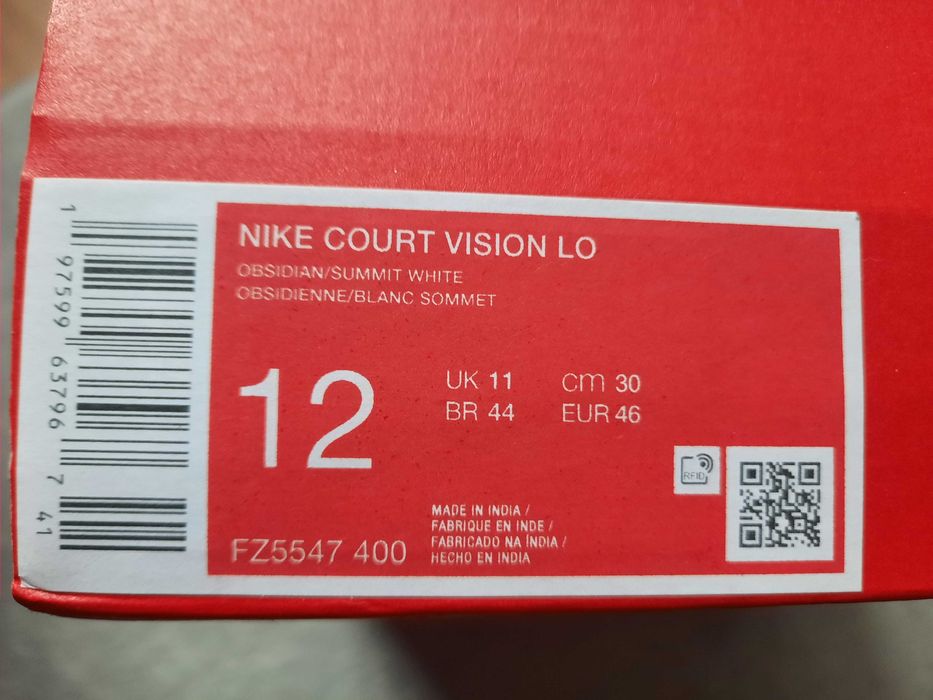 1 97599 63796 7 41
NIKE COURT VISION LO
OBSIDIAN/SUMMIT WHITE
OBSIDIENNE/BLANC SOMMET
12
UK 11 cm 30
BR 44 EUR 46
RFID
FZ5547 400
MADE IN INDIA /
FABRIQUE EN INDE /
FABRICADO NA ÍNDIA /
HECHO EN INDIA